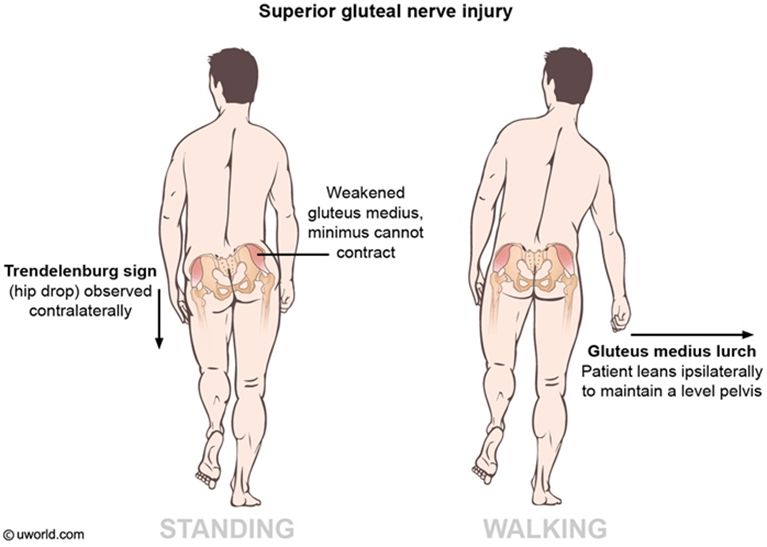 Superior gluteal nerve injury
Weakened
gluteus medius,
minimus cannot
contract
Trendelenburg sign
(hip drop) observed
contralaterally
Gluteus medius lurch
Patient leans ipsilaterally
to maintain a level pelvis
STANDING
WALKING
© uworld.com